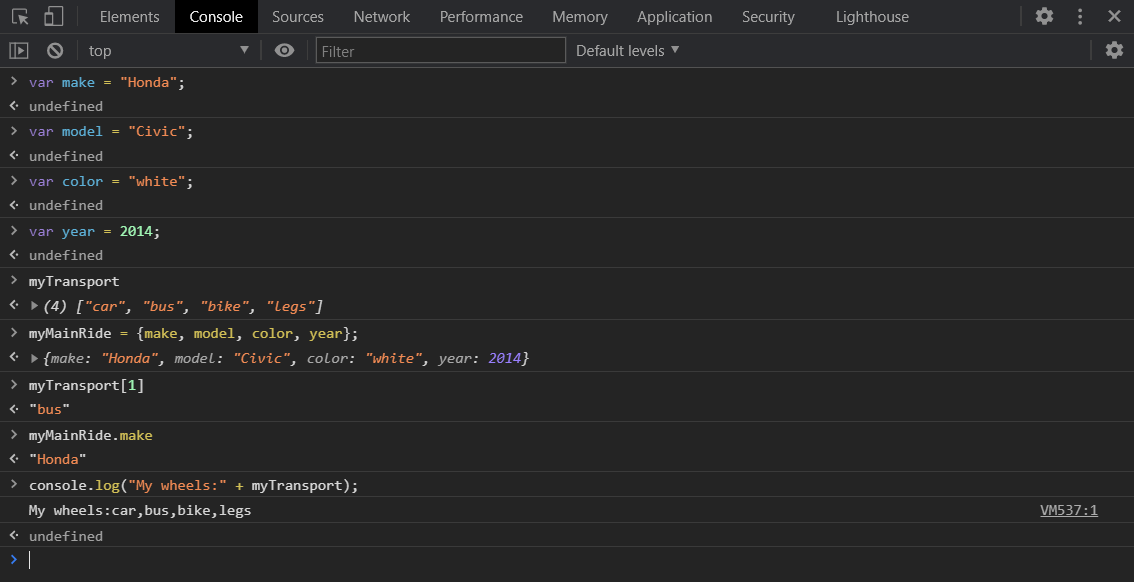 Elements Console Sources Network Performance Memory Application Security Lighthouse
top Filter Default levels
var make = "Honda";
undefined
var model = "Civic";
undefined
var color = "white";
undefined
var year = 2014;
undefined
myTransport
(4) ["car", "bus", "bike", "legs"]
myMainRide = {make, model, color, year};
{make: "Honda", model: "Civic", color: "white", year: 2014}
myTransport[1]
"bus"
myMainRide.make
"Honda"
console.log("My wheels:" + myTransport);
My wheels:car,bus,bike,legs VM537:1
undefined